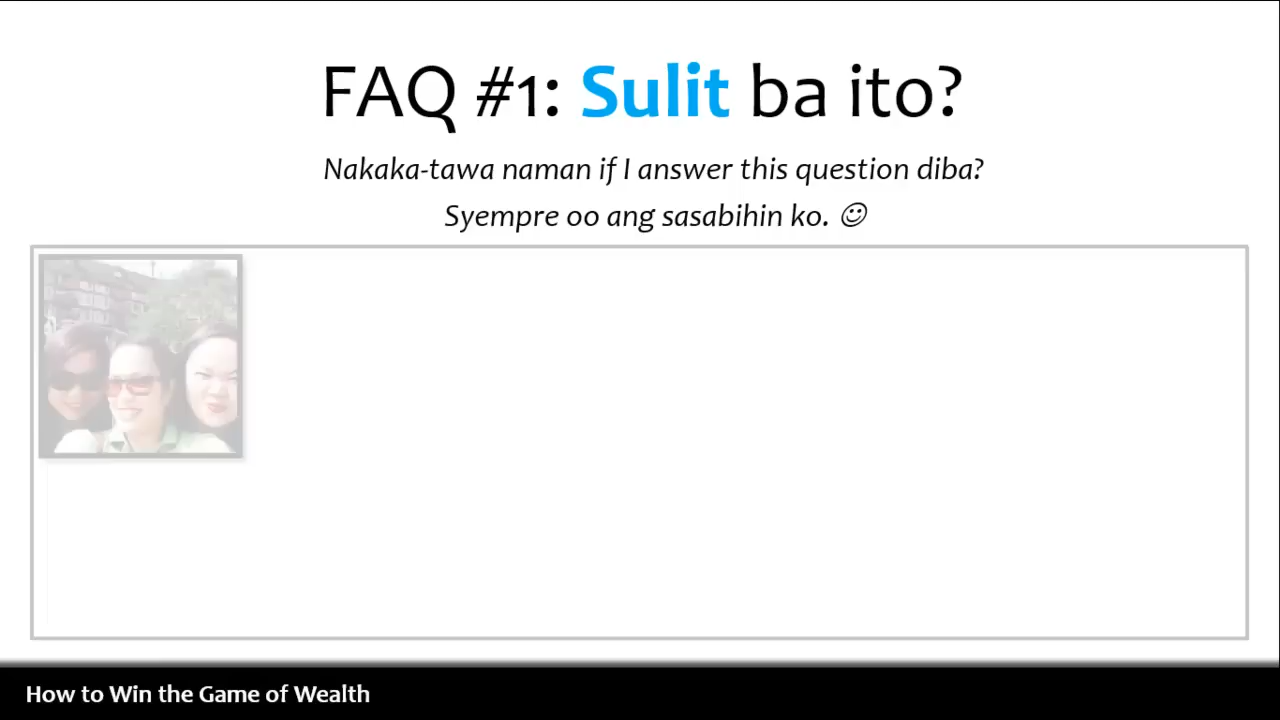 FAQ #1: Sulit ba ito?
Nakaka-tawa naman if I answer this question diba?
Syempre oo ang sasabihin ko. ☺
How to Win the Game of Wealth